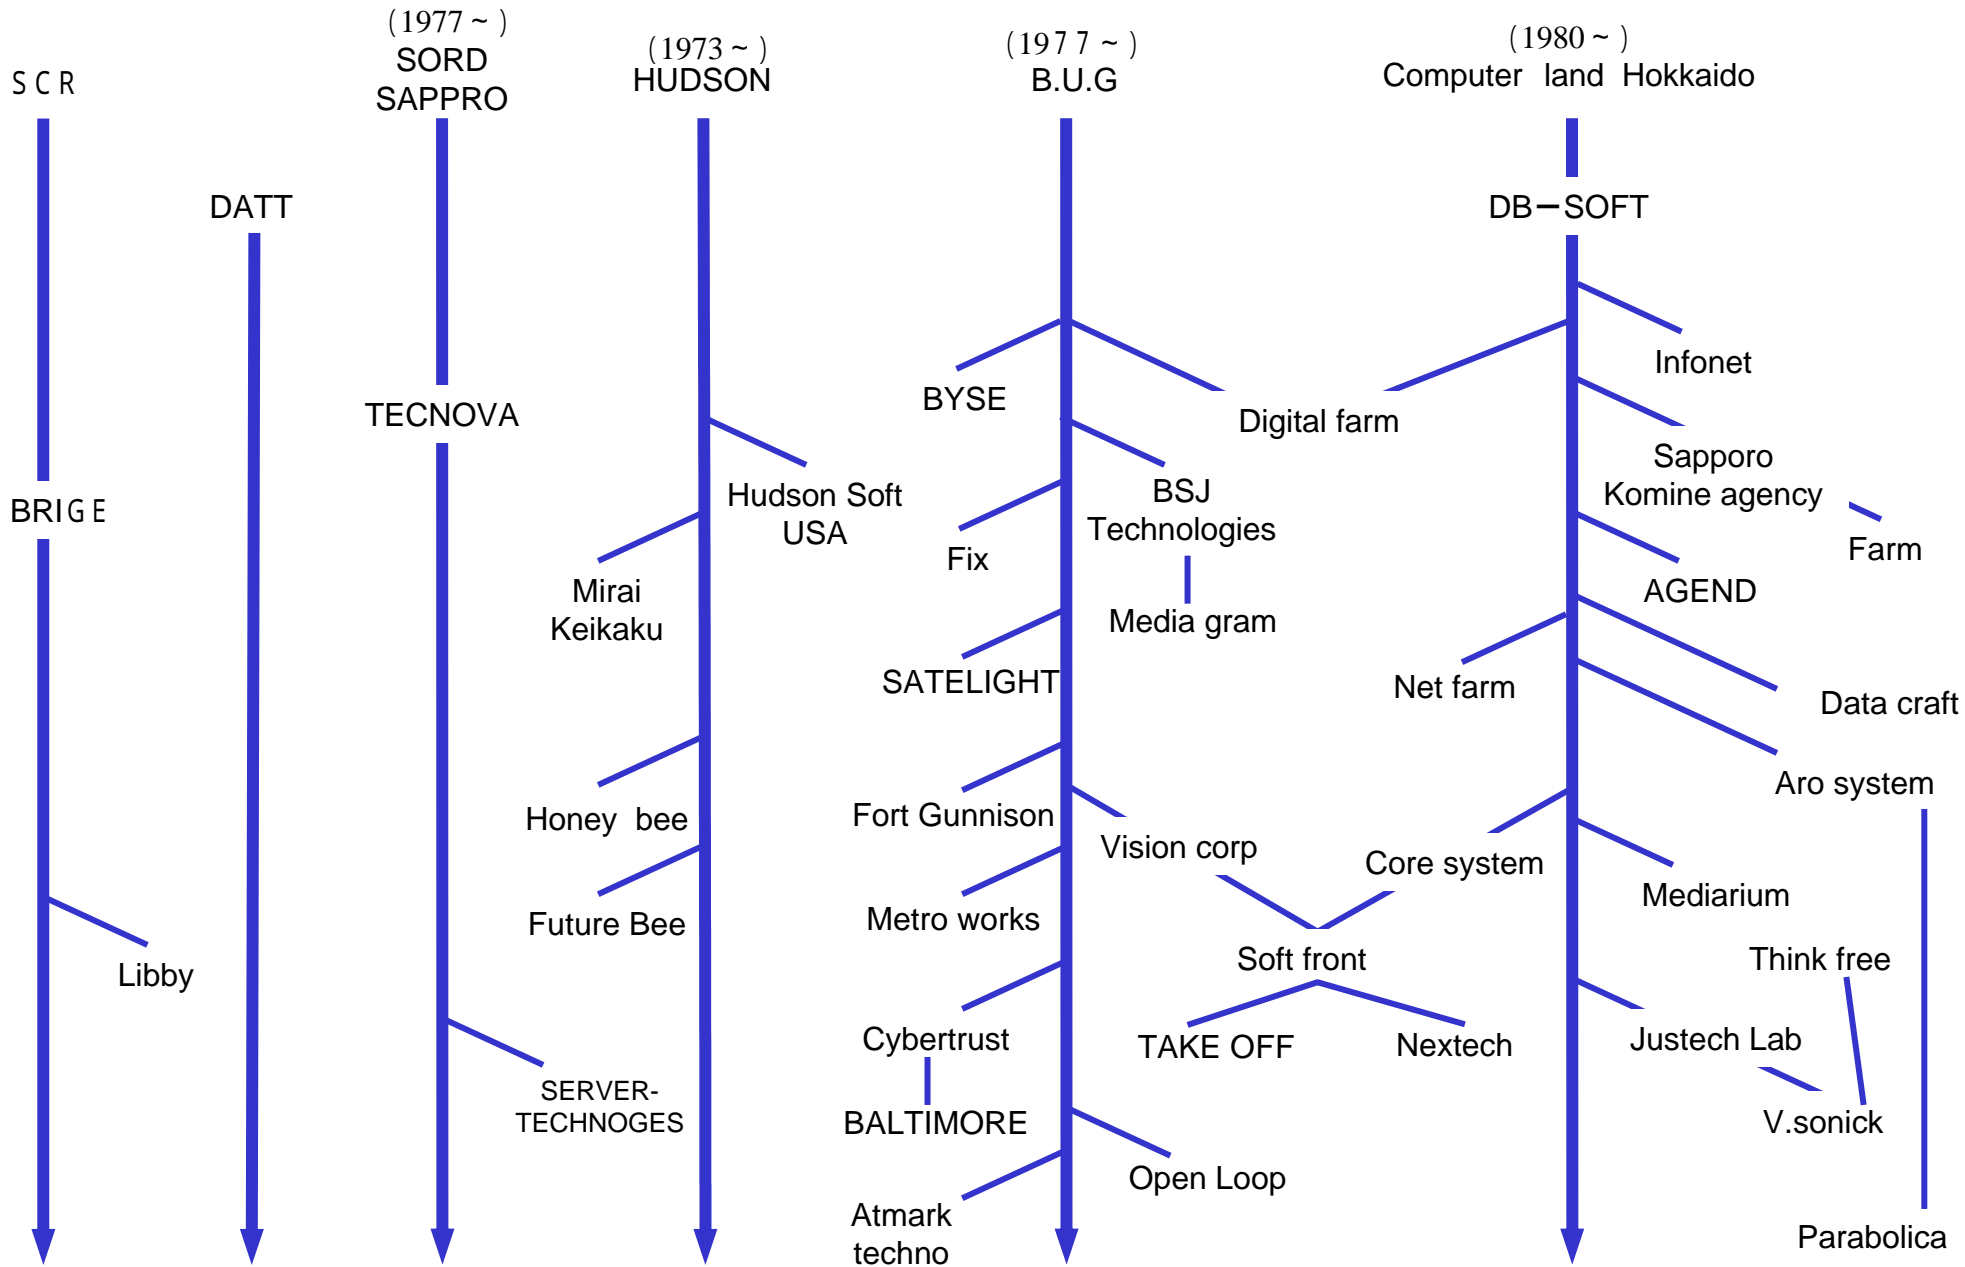 SCR
(1977~)
SORD
SAPPRO
(1973~)
HUDSON
(1977~)
B.U.G
(1980~)
Computer land Hokkaido
DATT
DB−SOFT
Infonet
BYSE
TECNOVA
Digital farm
Sapporo
Komine agency
Hudson Soft
USA
BSJ
Technologies
BRIGE
Fix
Farm
Mirai
Keikaku
AGEND
Media gram
SATELIGHT
Net farm
Data craft
Aro system
Honey bee
Fort Gunnison
Vision corp
Core system
Mediarium
Future Bee
Metro works
Libby
Soft front
Think free
Cybertrust
TAKE OFF
Nextech
Justech Lab
SERVER-
TECHNOGES
BALTIMORE
V.sonick
Open Loop
Atmark
techno
Parabolica